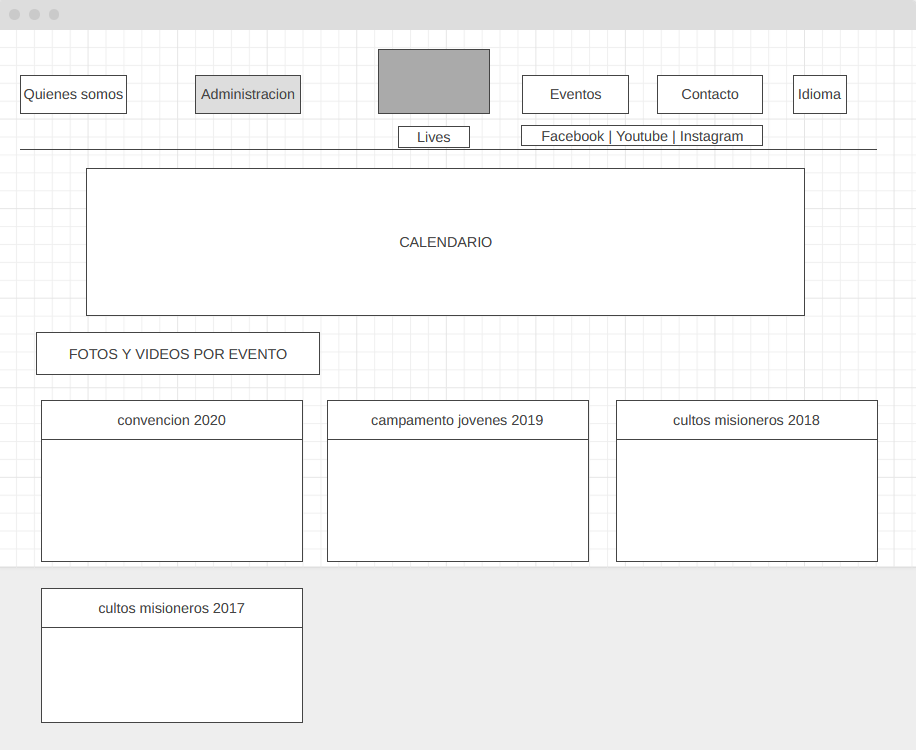 Quienes somos
Administracion
Eventos
Contacto
Idioma
Lives
Facebook | Youtube | Instagram
CALENDARIO
FOTOS Y VIDEOS POR EVENTO
convencion 2020
campamento jovenes 2019
cultos misioneros 2018
cultos misioneros 2017